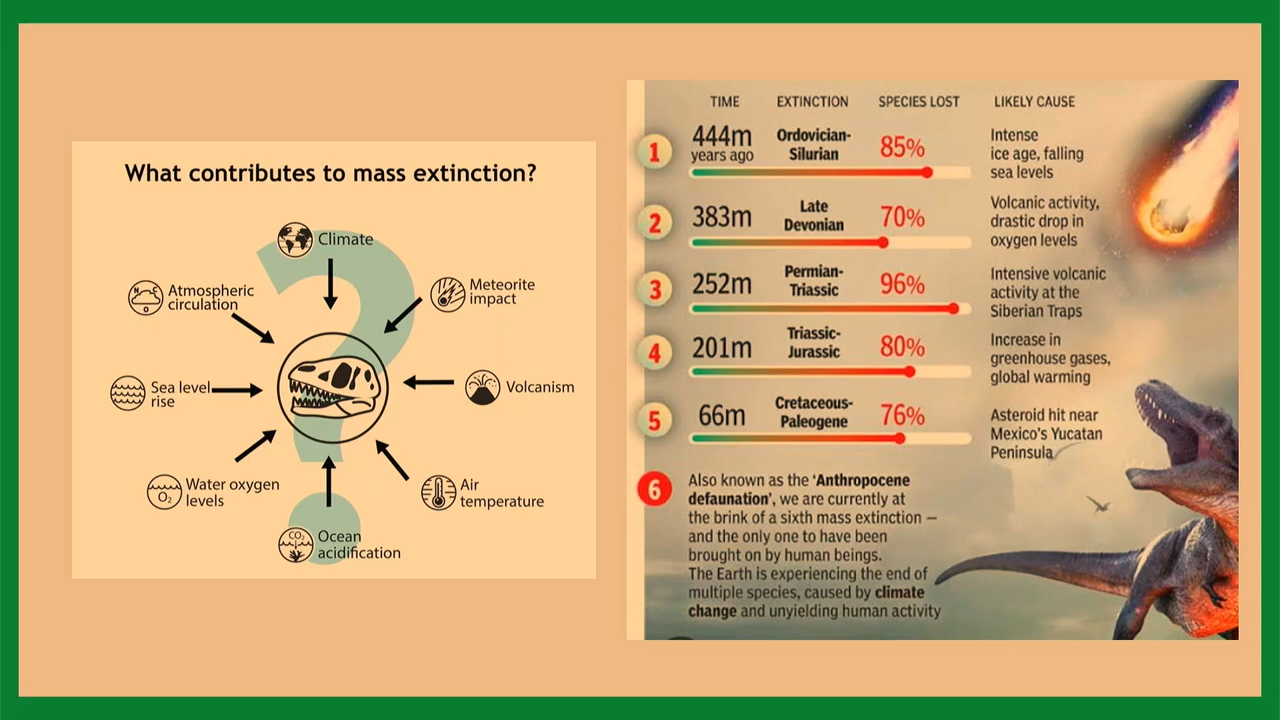 What contributes to mass extinction?
Climate
Atmospheric
circulation
Meteorite
impact
Sea level
rise
Volcanism
Water oxygen
levels
Air
temperature
Ocean
acidification
N C
O
O₂
CO₂
TIME EXTINCTION SPECIES LOST LIKELY CAUSE
1
444m
years ago
Ordovician-
Silurian
85%
Intense
ice age, falling
sea levels
2
383m
Late
Devonian
70%
Volcanic activity,
drastic drop in
oxygen levels
3
252m
Permian-
Triassic
96%
Intensive volcanic
activity at the
Siberian Traps
4
201m
Triassic-
Jurassic
80%
Increase in
greenhouse gases,
global warming
5
66m
Cretaceous-
Paleogene
76%
Asteroid hit near
Mexico's Yucatan
Peninsula
6
Also known as the 'Anthropocene
defaunation', we are currently at
the brink of a sixth mass extinction —
and the only one to have been
brought on by human beings.
The Earth is experiencing the end of
multiple species, caused by climate
change and unyielding human activity